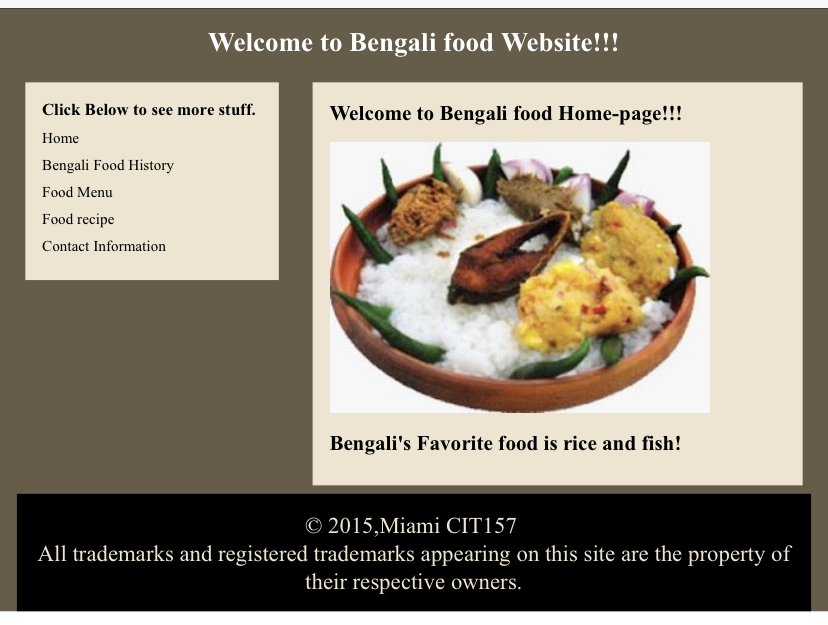 Welcome to Bengali food Website!!!
Click Below to see more stuff.
Home
Bengali Food History
Food Menu
Food recipe
Contact Information
Welcome to Bengali food Home-page!!!
Bengali's Favorite food is rice and fish!
© 2015,Miami CIT157
All trademarks and registered trademarks appearing on this site are the property of
their respective owners.